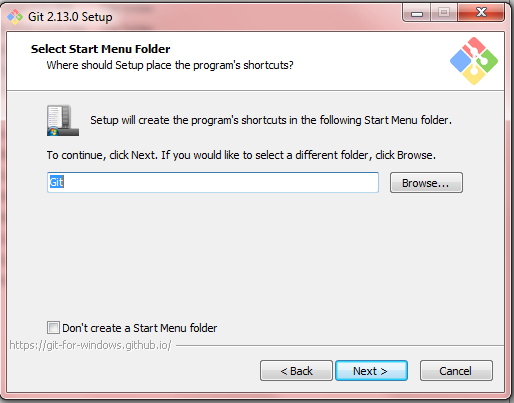 Git 2.13.0 Setup
Select Start Menu Folder
Where should Setup place the program's shortcuts?
Setup will create the program's shortcuts in the following Start Menu folder.
To continue, click Next. If you would like to select a different folder, click Browse.
Git
Browse...
Don't create a Start Menu folder
https://git-for-windows.github.io/
< Back
Next >
Cancel